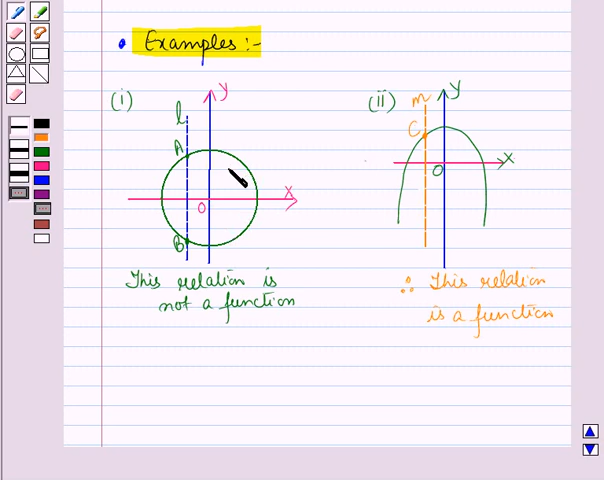 Examples :-
(i)
y
l
A
X
O
B
This relation is
not a function
(ii)
y
m
C
X
O
∴ This relation
is a function